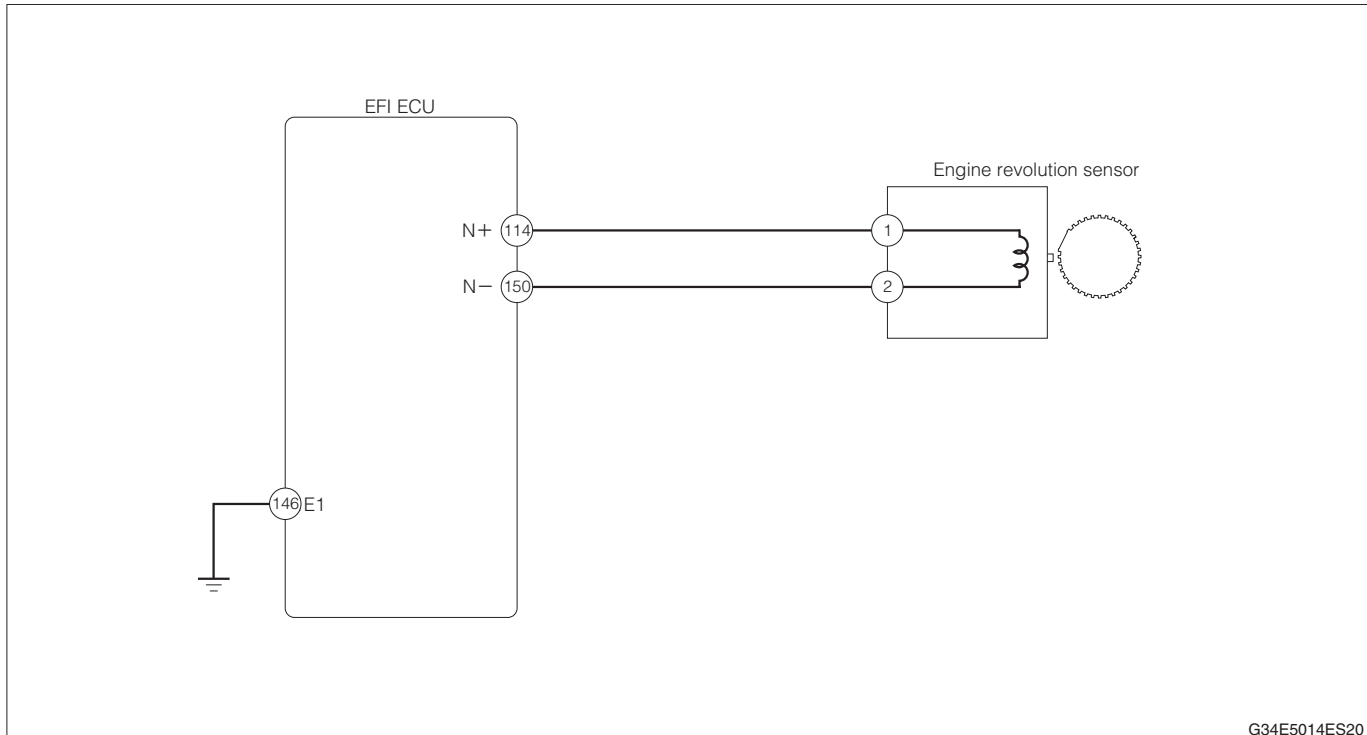 EFI ECU
Engine revolution sensor
N+ 114 1
N− 150 2
146 E1
G34E5014ES20